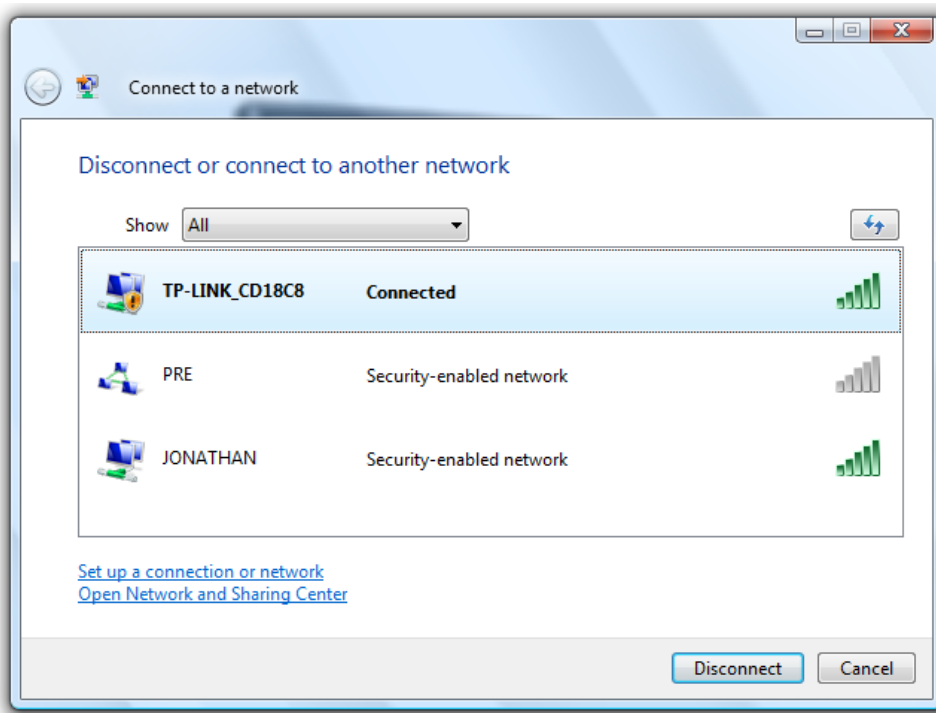 Connect to a network
Disconnect or connect to another network
Show All
TP-LINK_CD18C8 Connected
PRE Security-enabled network
JONATHAN Security-enabled network
Set up a connection or network
Open Network and Sharing Center
Disconnect Cancel